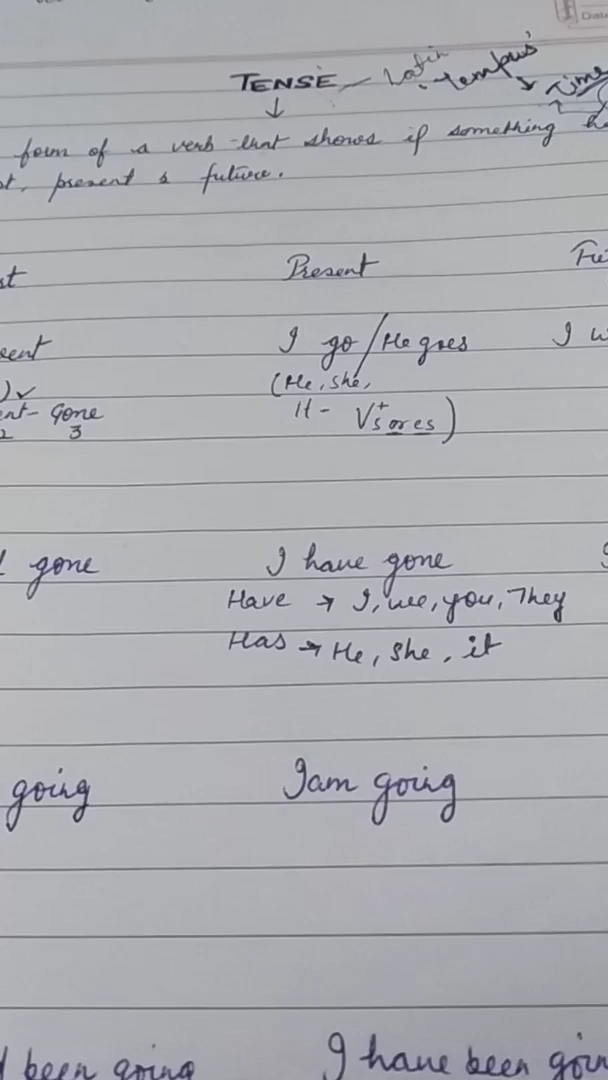 Date
TENSE - Latin
"Tempus'
Time
form of a verb that shows if something
present & future.
Present
I go / He goes
I
(He, She,
It - V+s or es)
Gone
2 3
gone I have gone
Have → I, we, you, They
Has → He, She, it
going I am going
been going I have been